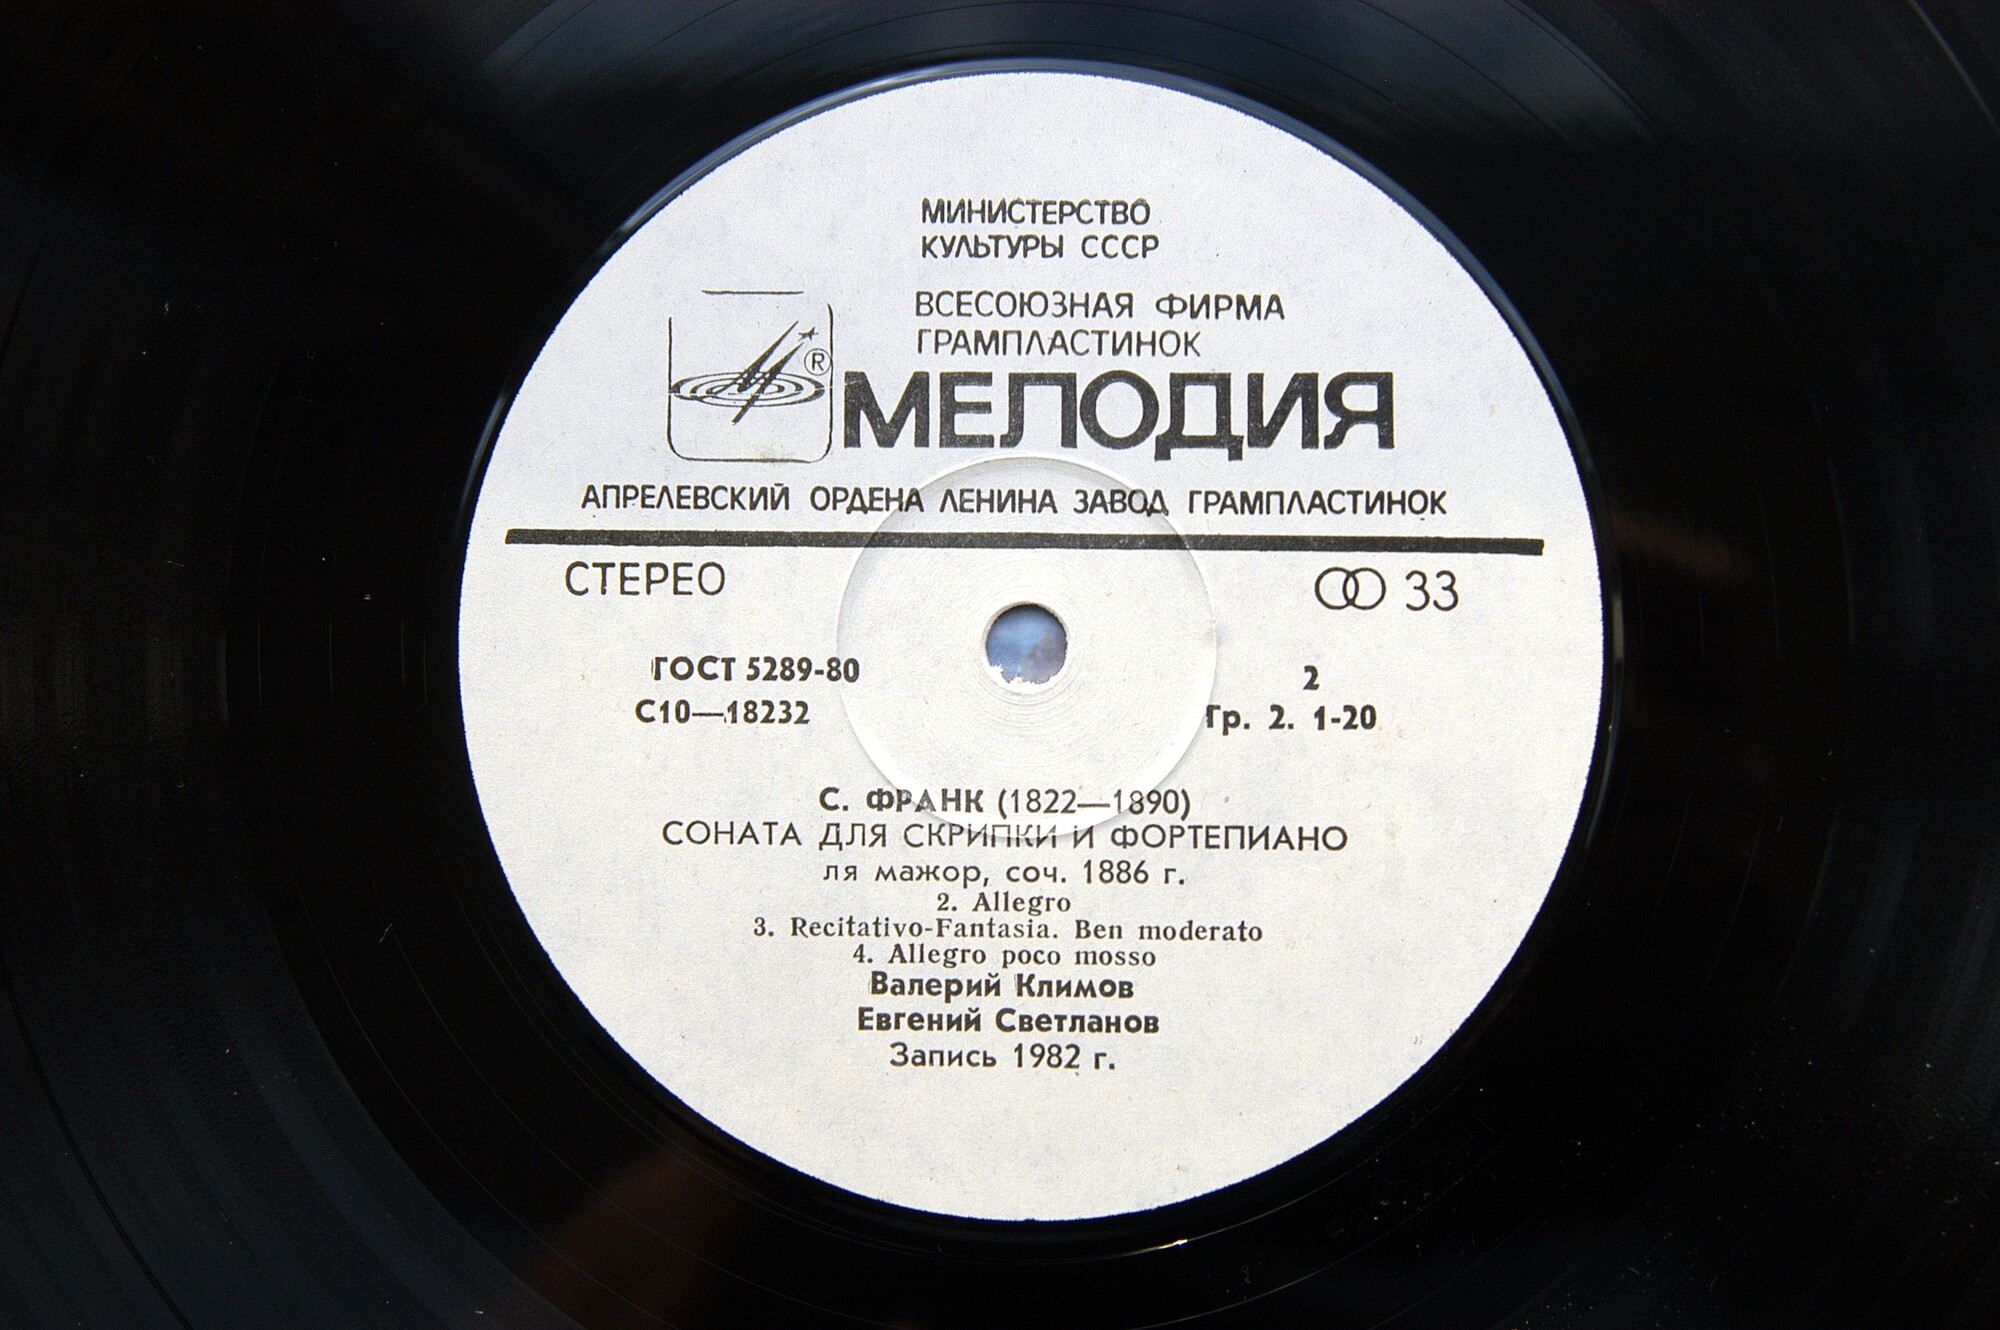 МИНИСТЕРСТВО
КУЛЬТУРЫ СССР
ВСЕСОЮЗНАЯ ФИРМА
ГРАМПЛАСТИНОК
®
МЕЛОДИЯ
АПРЕЛЕВСКИЙ ОРДЕНА ЛЕНИНА ЗАВОД ГРАМПЛАСТИНОК
СТЕРЕО
33
ГОСТ 5289-80
2
С10—18232
Гр. 2. 1-20
С. ФРАНК (1822—1890)
СОНАТА ДЛЯ СКРИПКИ И ФОРТЕПИАНО
ля мажор, соч. 1886 г.
2. Allegro
3. Recitativo-Fantasia. Ben moderato
4. Allegro poco mosso
Валерий Климов
Евгений Светланов
Запись 1982 г.